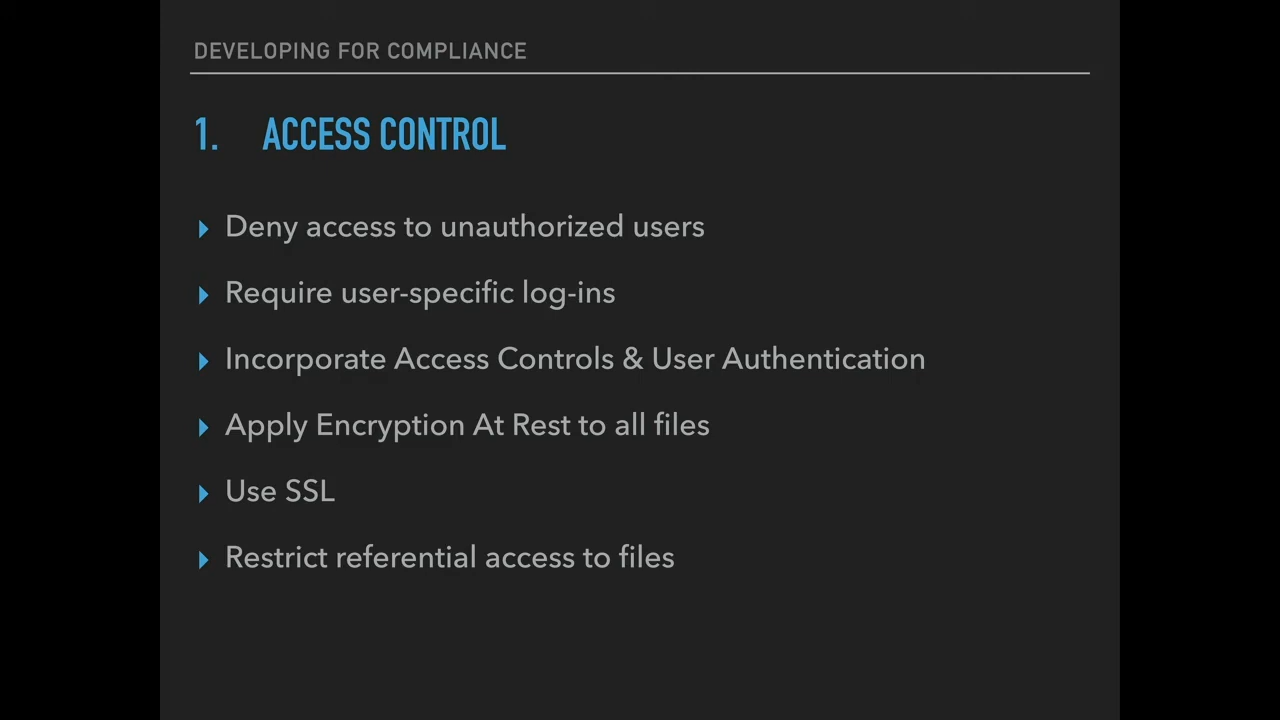 DEVELOPING FOR COMPLIANCE
1. ACCESS CONTROL
Deny access to unauthorized users
Require user-specific log-ins
Incorporate Access Controls & User Authentication
Apply Encryption At Rest to all files
Use SSL
Restrict referential access to files